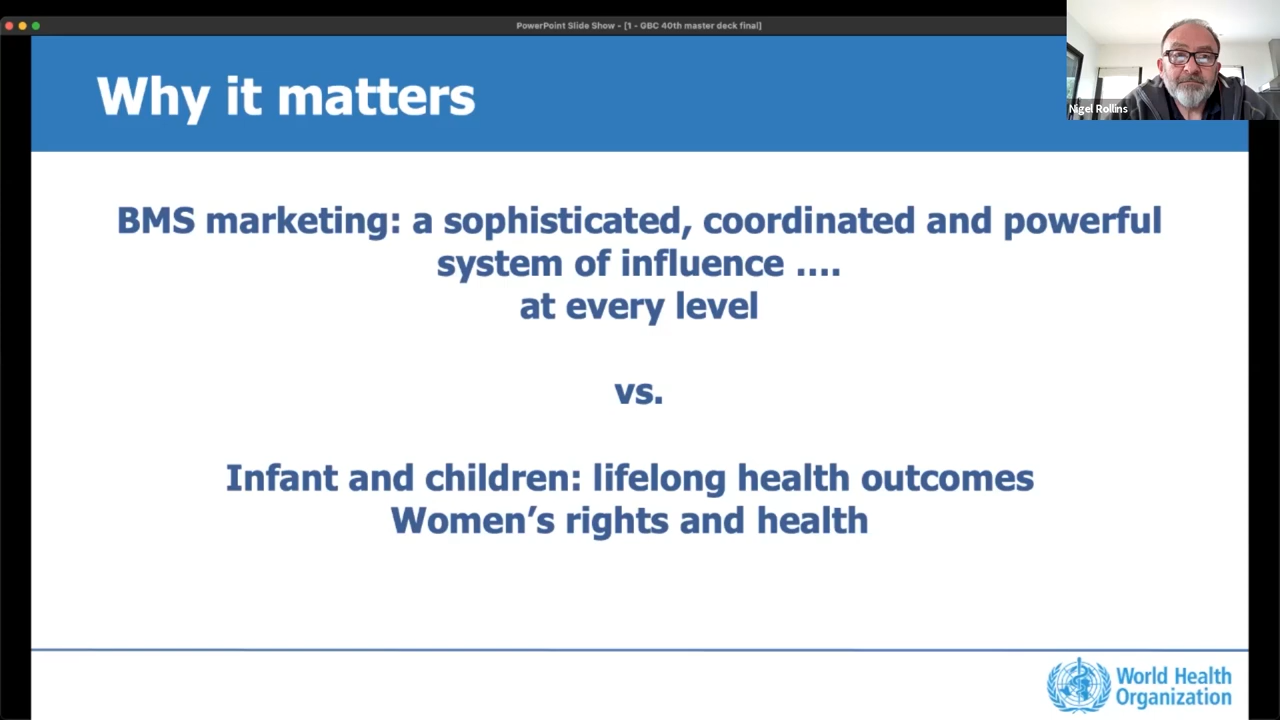 PowerPoint Slide Show - [1 - GBC 40th master deck final]
Nigel Rollins
Why it matters
BMS marketing: a sophisticated, coordinated and powerful
system of influence ....
at every level
vs.
Infant and children: lifelong health outcomes
Women’s rights and health
World Health
Organization